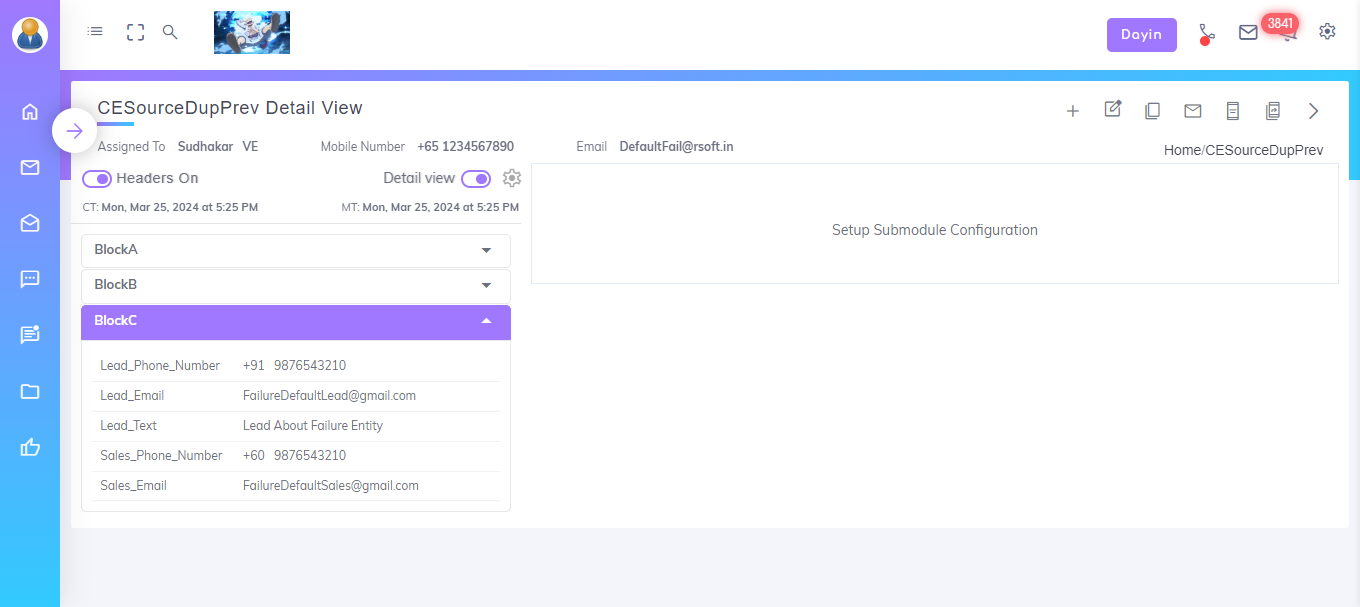 Dayin
3841
CESourceDupPrev Detail View
Assigned To Sudhakar VE Mobile Number +65 1234567890 Email DefaultFail@rsoft.in
Home/CESourceDupPrev
Headers On Detail view
CT: Mon, Mar 25, 2024 at 5:25 PM MT: Mon, Mar 25, 2024 at 5:25 PM
Setup Submodule Configuration
BlockA
BlockB
BlockC
Lead_Phone_Number +91 9876543210
Lead_Email FailureDefaultLead@gmail.com
Lead_Text Lead About Failure Entity
Sales_Phone_Number +60 9876543210
Sales_Email FailureDefaultSales@gmail.com